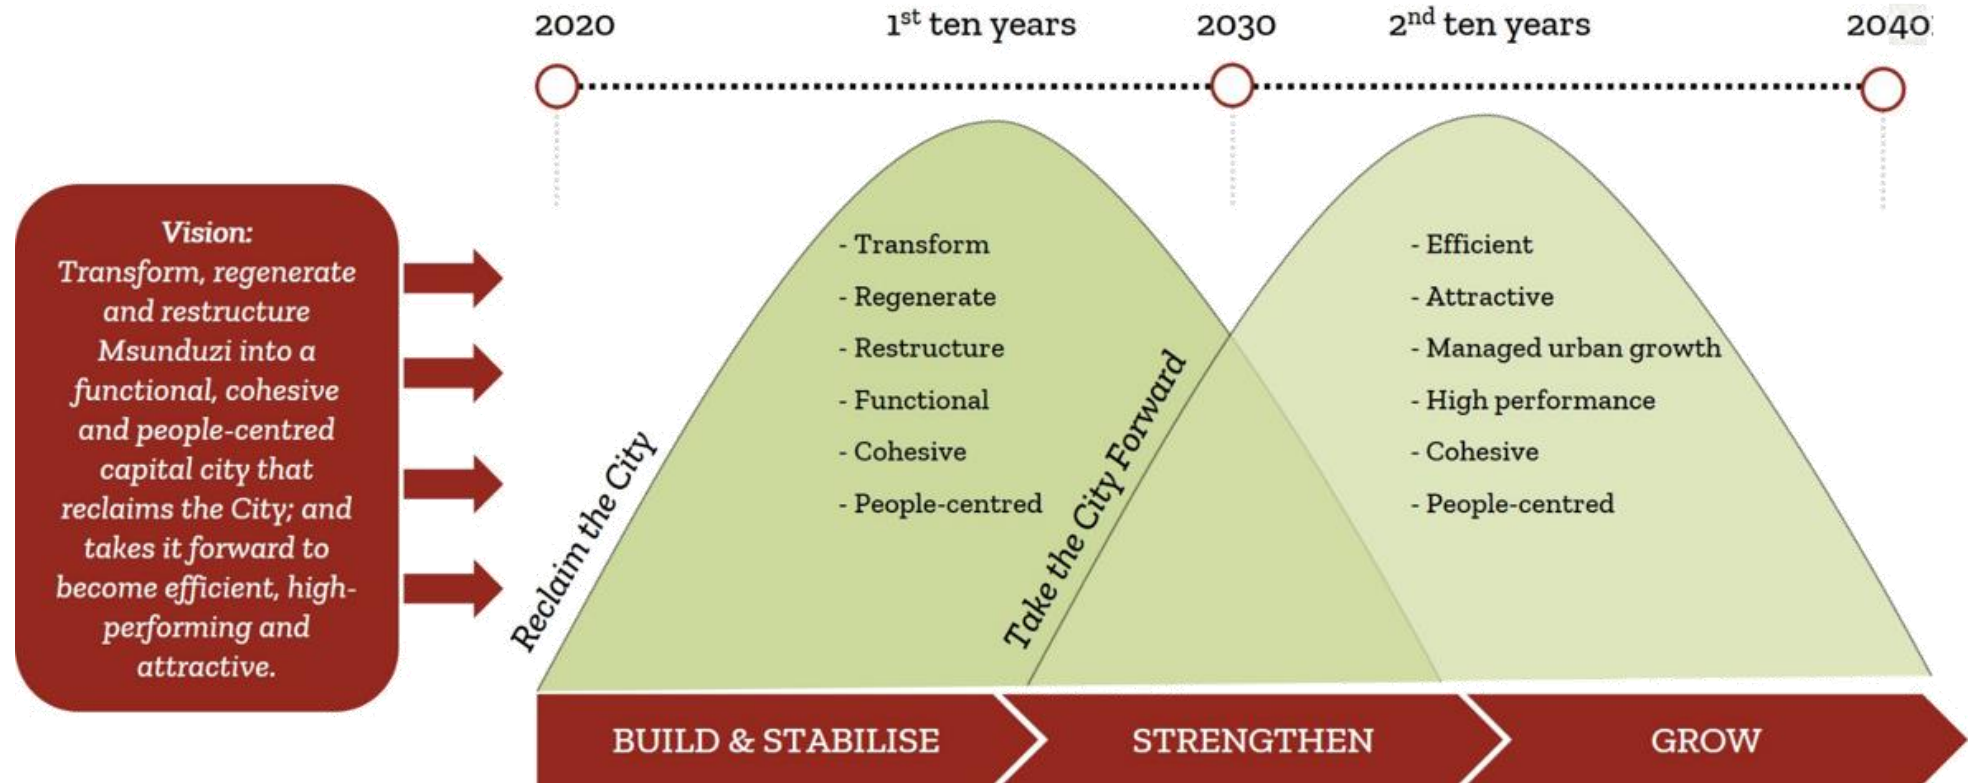 2020 1st ten years 2030 2nd ten years 2040
Vision:
Transform, regenerate
and restructure
Msunduzi into a
functional, cohesive
and people-centred
capital city that
reclaims the City; and
takes it forward to
become efficient, high-
performing and
attractive.
Reclaim the City
- Transform
- Regenerate
- Restructure
- Functional
- Cohesive
- People-centred
Take the City Forward
- Efficient
- Attractive
- Managed urban growth
- High performance
- Cohesive
- People-centred
BUILD & STABILISE STRENGTHEN GROW